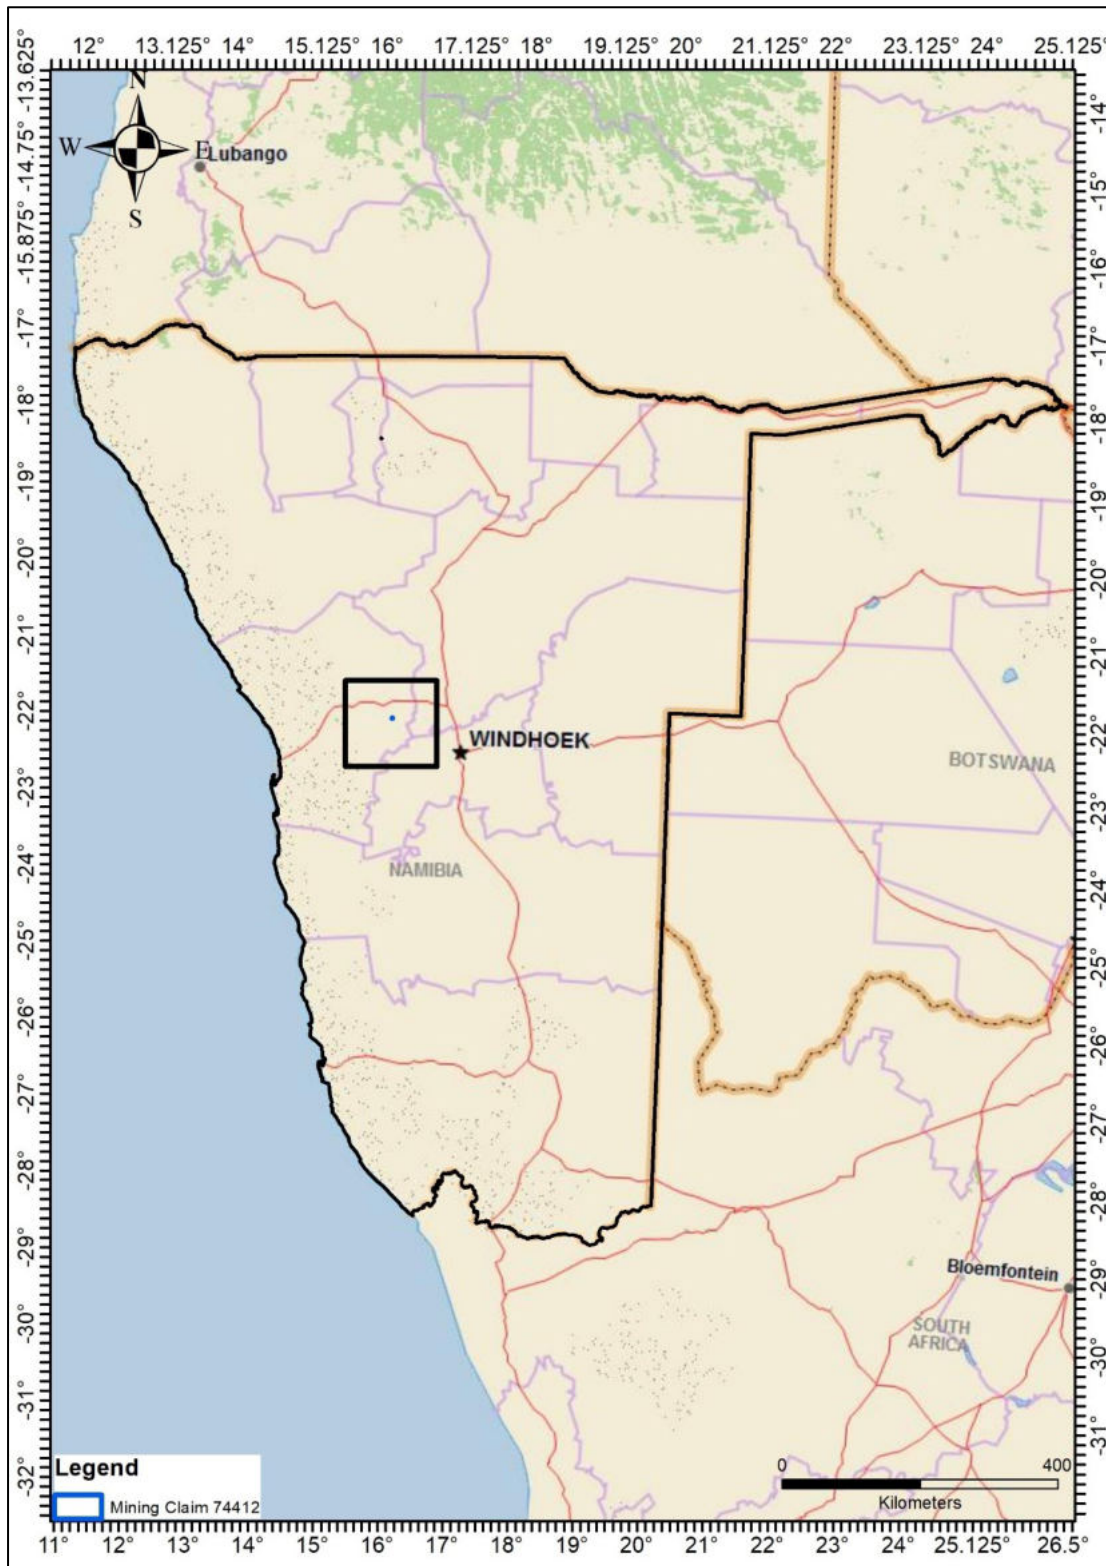 12° 13.125° 14° 15.125° 16° 17.125° 18° 19.125° 20° 21.125° 22° 23.125° 24° 25.125°
-13.625°
-14.75°
-15.8875°
-17°
-18°
-19°
-20°
-21°
-22°
-23°
-24°
-25°
-26°
-27°
-28°
-29°
-30°
-31°
-32°
N
W
E
S
Lubango
WINDHOEK
NAMIBIA
BOTSWANA
Bloemfontein
SOUTH
AFRICA
-14°
-15°
-16°
-17°
-18°
-19°
-20°
-21°
-22°
-23°
-24°
-25°
-26°
-27°
-28°
-29°
-30°
-31°
Legend
Mining Claim 74412
0 400
Kilometers
11° 12° 13° 14° 15° 16° 17° 18° 19° 20° 21° 22° 23° 24° 25.125° 26.5°